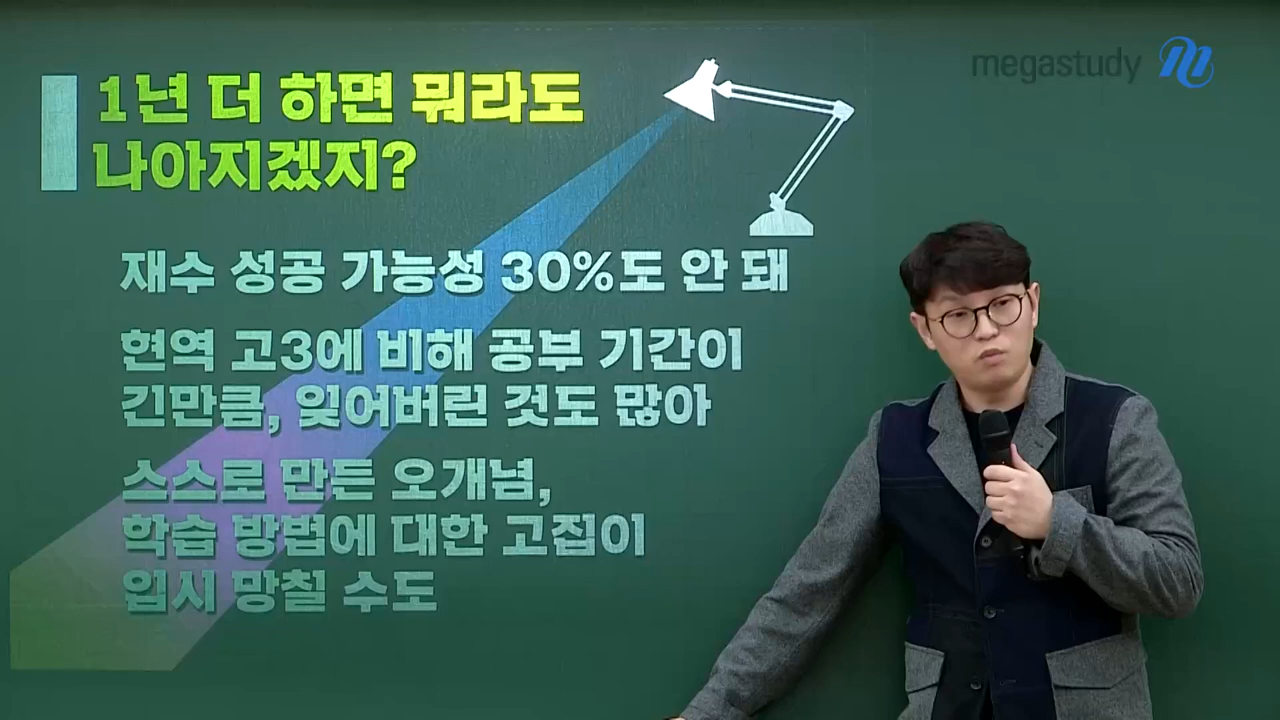 megastudy
1년 더 하면 뭐라도
나아지겠지?
재수 성공 가능성 30%도 안 돼
현역 고3에 비해 공부 기간이
긴만큼, 잊어버린 것도 많아
스스로 만든 오개념,
학습 방법에 대한 고집이
입시 망칠 수도